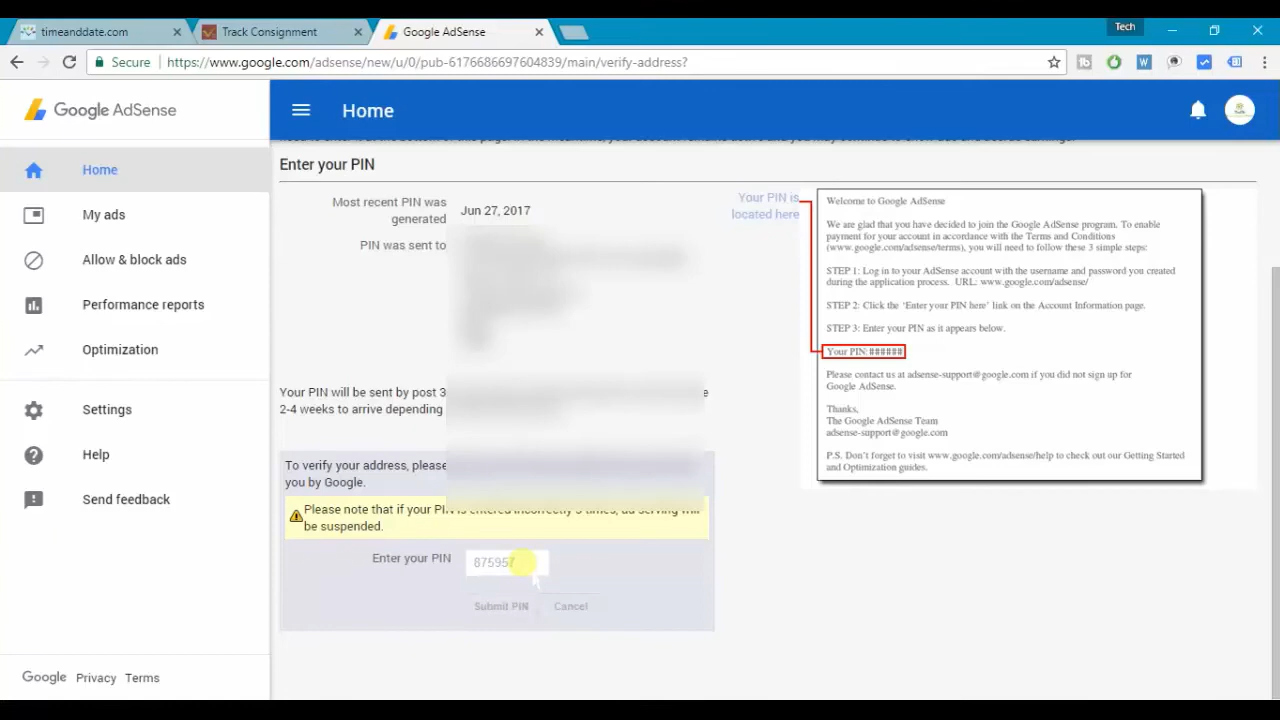 timeanddate.com
Track Consignment
Google AdSense
Tech
Secure
https://www.google.com/adsense/new/u/0/pub-6176686697604839/main/verify-address?
Google AdSense
Home
Home
My ads
Allow & block ads
Performance reports
Optimization
Settings
Help
Send feedback
Google Privacy Terms
Enter your PIN
Most recent PIN was
generated
Jun 27, 2017
PIN was sent to
Your PIN will be sent by post 3
2-4 weeks to arrive depending
To verify your address, please
you by Google.
Please note that if your PIN is entered incorrectly 3 times, ad serving will
be suspended.
Enter your PIN
875957
Submit PIN
Cancel
Your PIN is
located here
Welcome to Google AdSense
We are glad that you have decided to join the Google AdSense program. To enable
payment for your account in accordance with the Terms and Conditions
(www.google.com/adsense/terms), you will need to follow these 3 simple steps:
STEP 1: Log in to your AdSense account with the username and password you created
during the application process. URL: www.google.com/adsense/
STEP 2: Click the 'Enter your PIN here' link on the Account Information page.
STEP 3: Enter your PIN as it appears below.
Your PIN:######
Please contact us at adsense-support@google.com if you did not sign up for
Google AdSense.
Thanks,
The Google AdSense Team
adsense-support@google.com
P.S. Don't forget to visit www.google.com/adsense/help to check out our Getting Started
and Optimization guides.